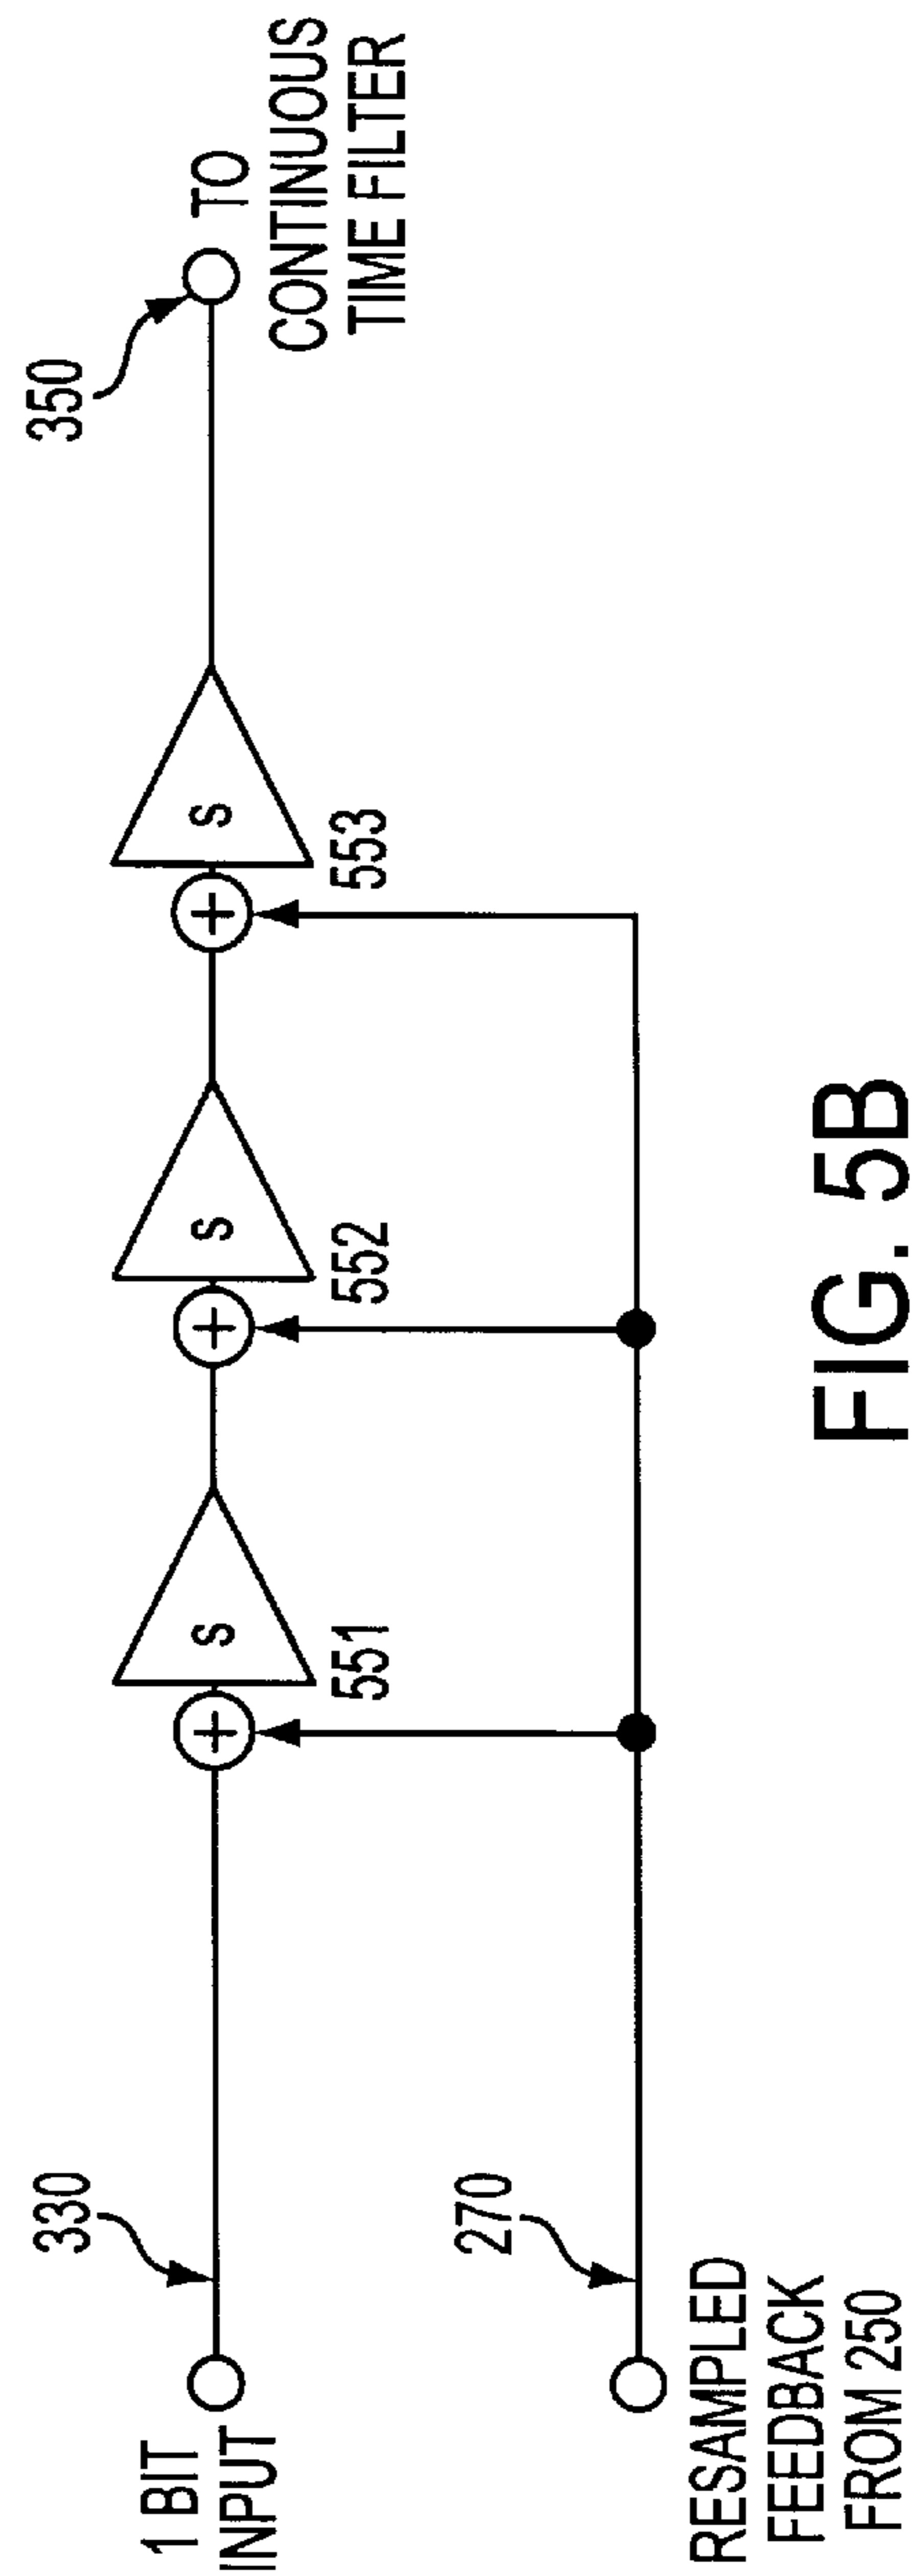 350
TO
CONTINUOUS
TIME FILTER
330
1 BIT
INPUT
+
s
551
+
s
552
+
s
553
270
RESAMPLED
FEEDBACK
FROM 250
FIG. 5B